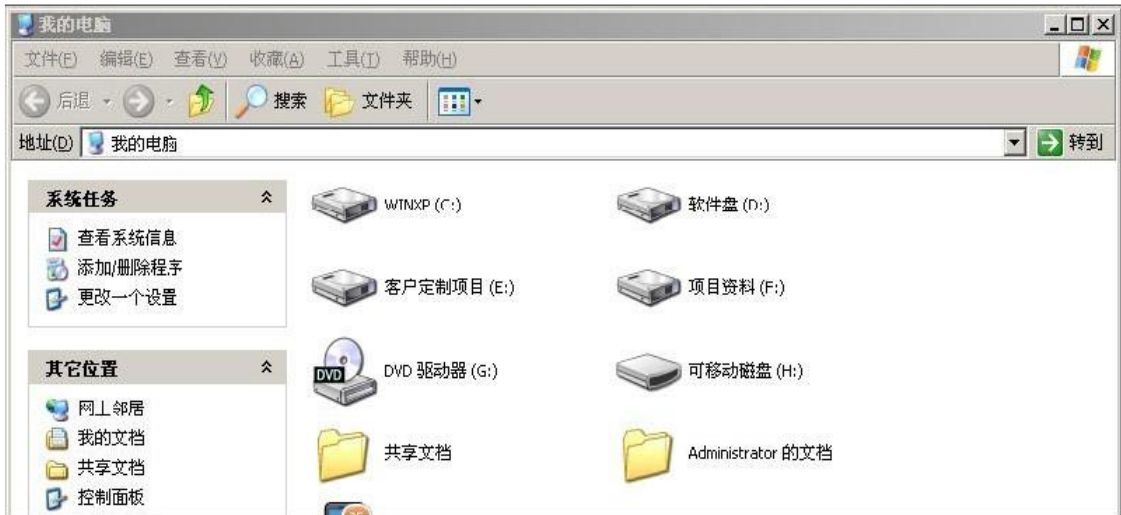 我的电脑
文件(F) 编辑(E) 查看(V) 收藏(A) 工具(T) 帮助(H)
后退 搜索 文件夹
地址(D) 我的电脑 转到
系统任务
查看系统信息
添加/删除程序
更改一个设置
其它位置
网上邻居
我的文档
共享文档
控制面板
WINXP (C:) 软件盘 (D:)
客户定制项目 (E:) 项目资料 (F:)
DVD DVD 驱动器 (G:) 可移动磁盘 (H:)
共享文档 Administrator 的文档